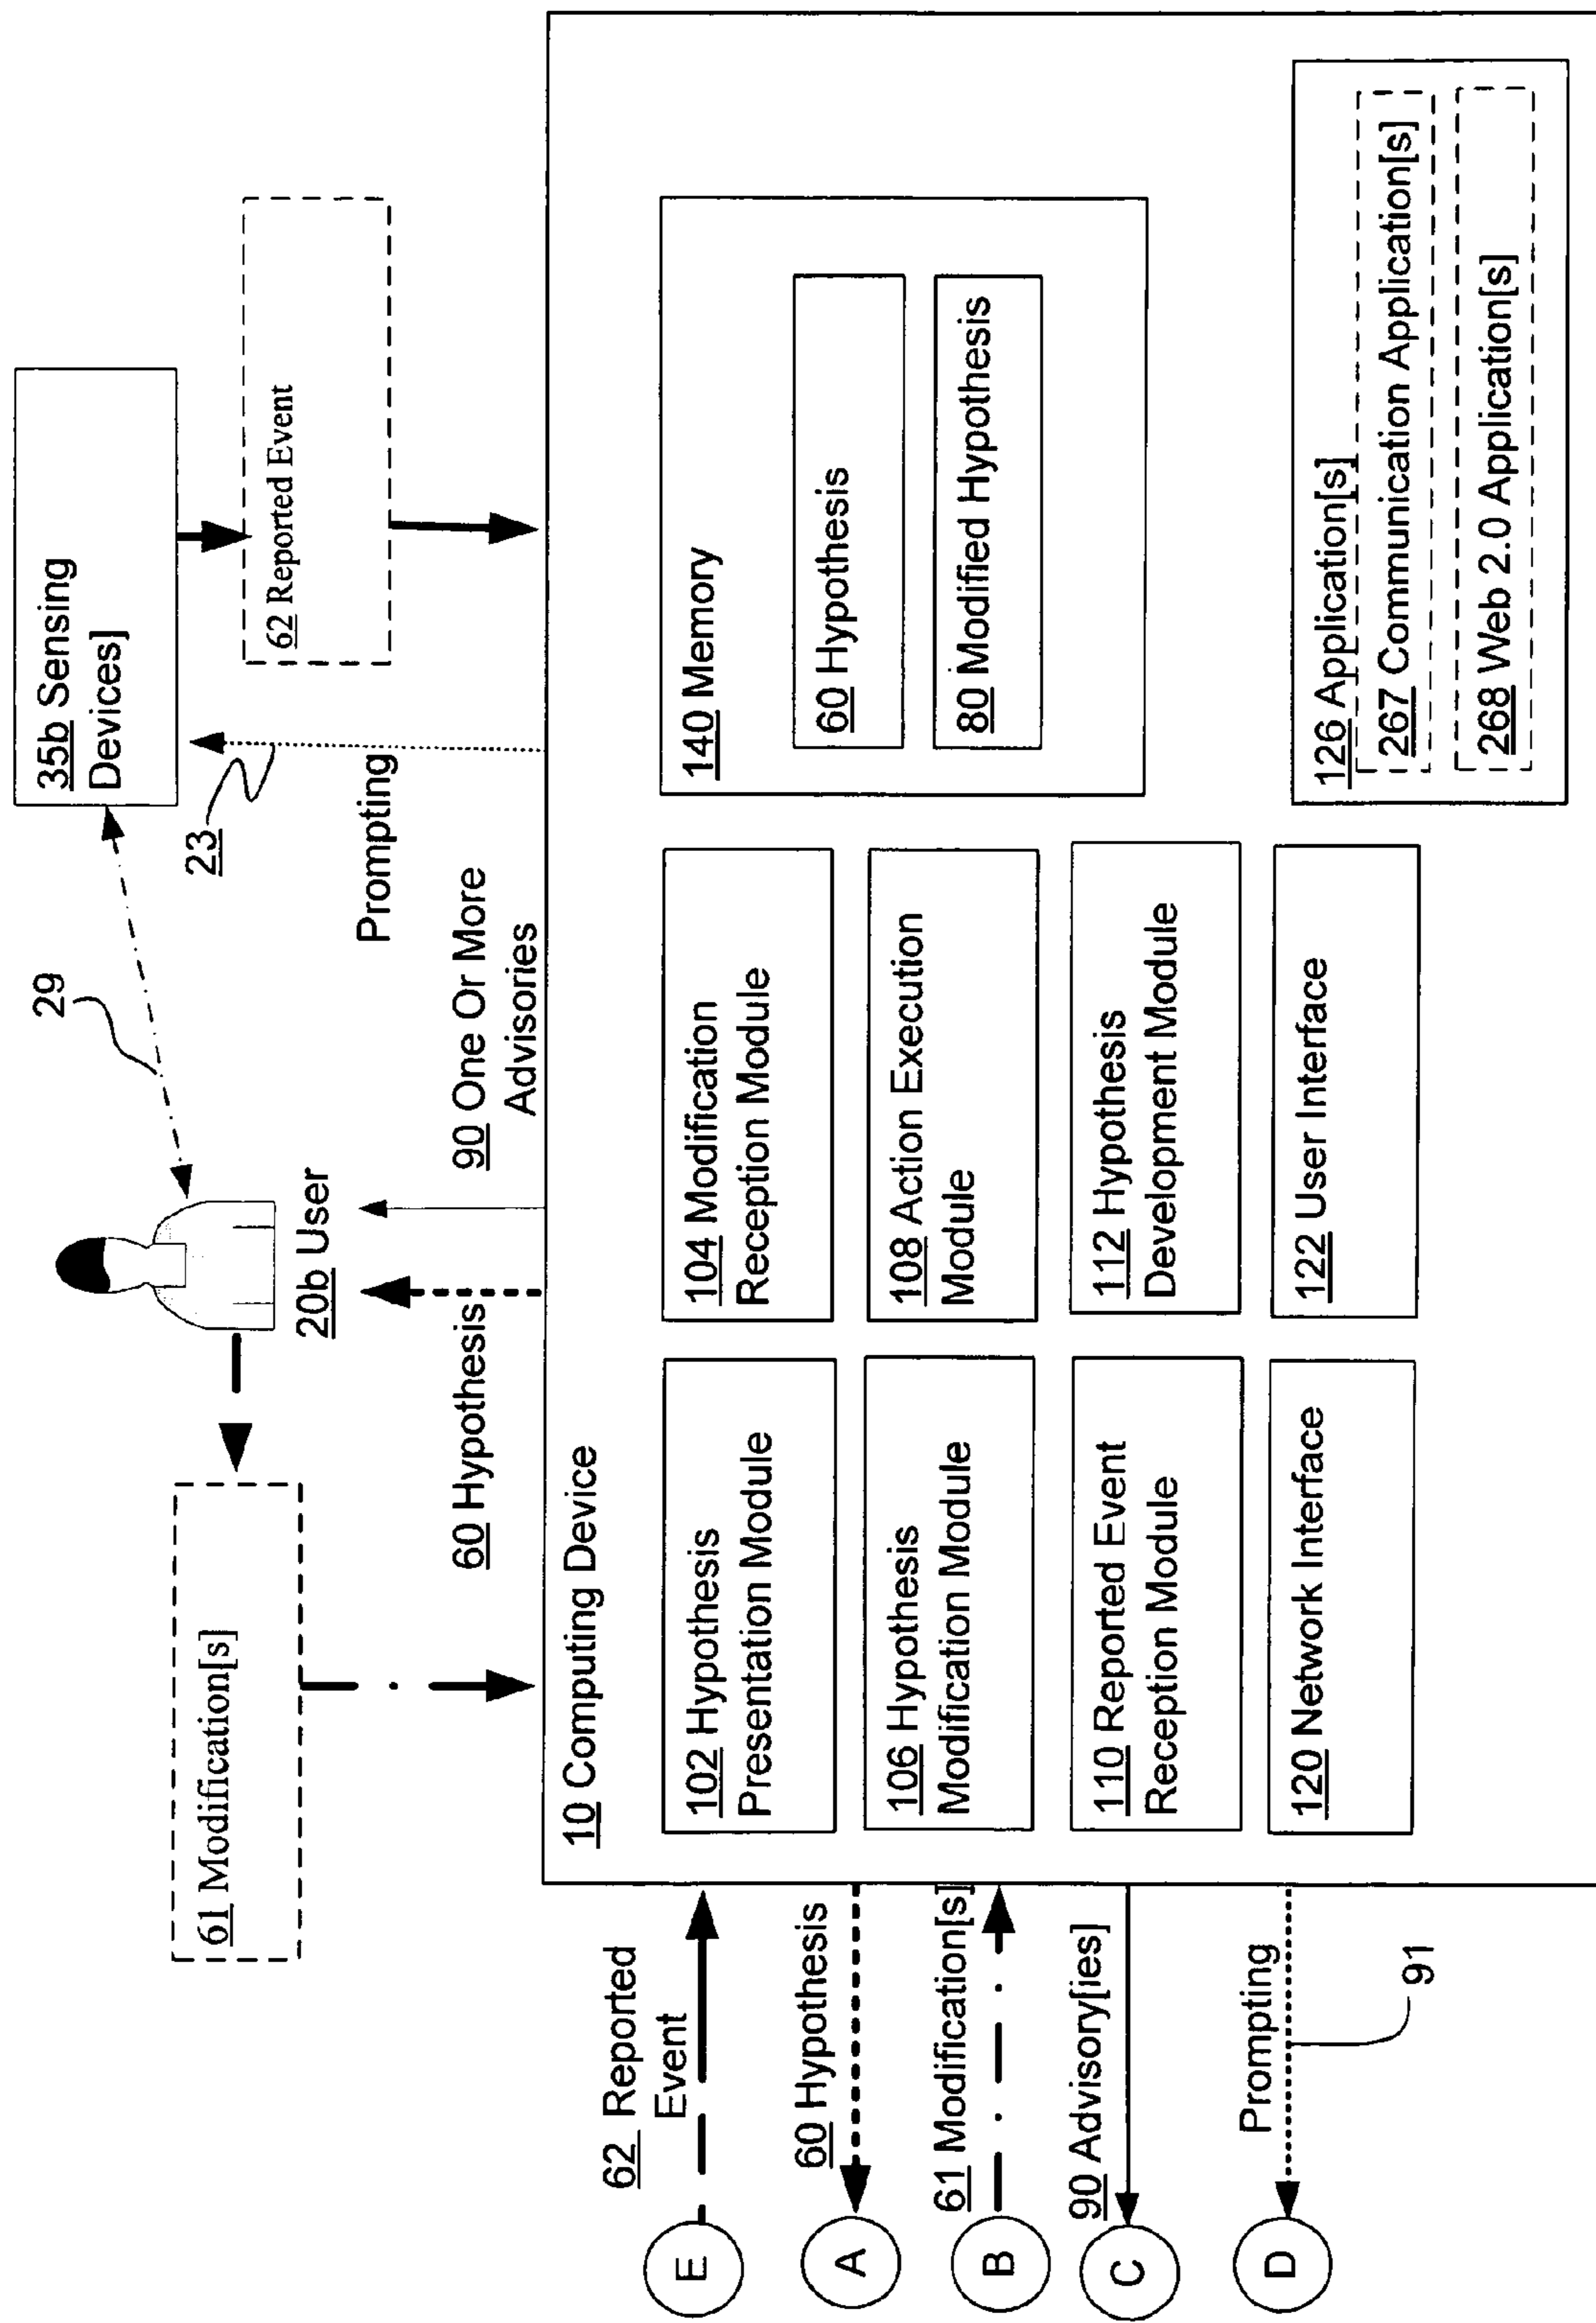 35b Sensing
Devices]
29
23
62 Reported Event
Prompting
20b User
61 Modification[s]
60 Hypothesis
90 One Or More
Advisories
10 Computing Device
62 Reported
Event
E
60 Hypothesis
A
61 Modification[s]
B
90 Advisory[ies]
C
Prompting
D
91
102 Hypothesis
Presentation Module
104 Modification
Reception Module
106 Hypothesis
Modification Module
108 Action Execution
Module
110 Reported Event
Reception Module
112 Hypothesis
Development Module
120 Network Interface
122 User Interface
140 Memory
60 Hypothesis
80 Modified Hypothesis
126 Application[s]
267 Communication Application[s]
268 Web 2.0 Application[s]